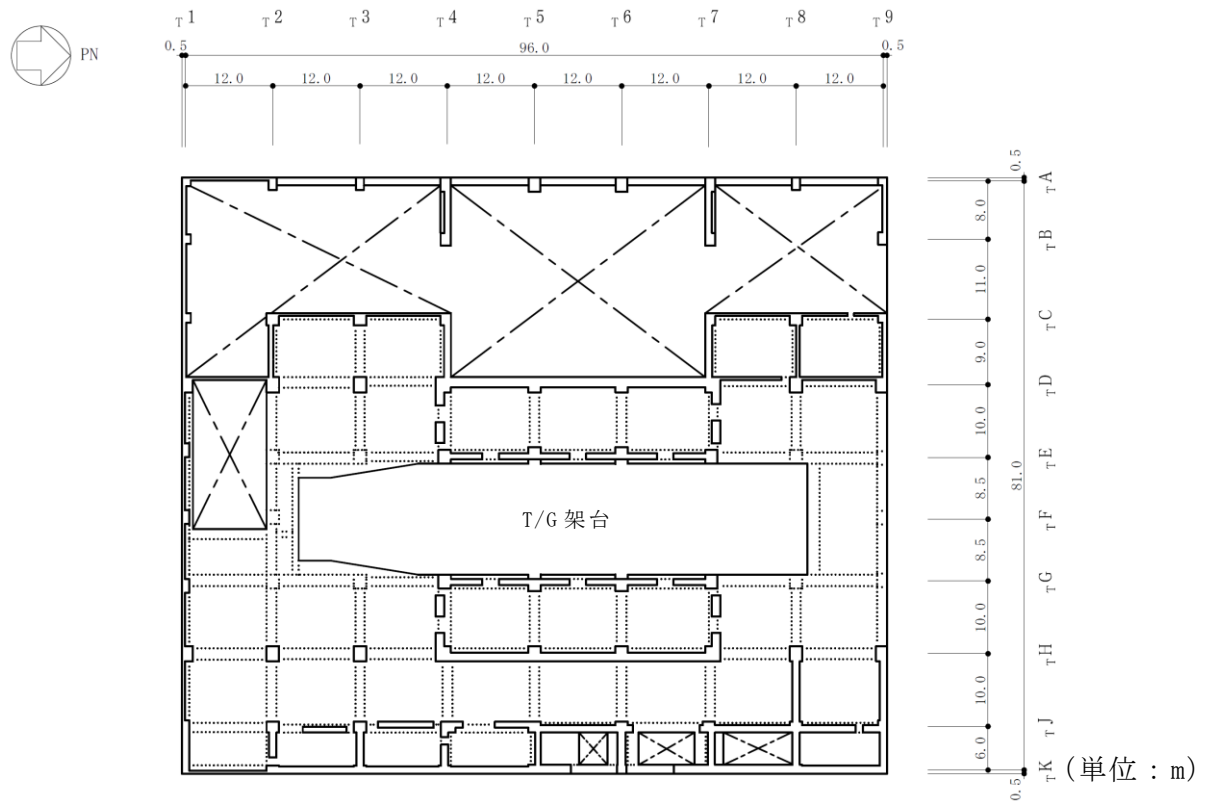 T1 T2 T3 T4 T5 T6 T7 T8 T9
PN
0.5 96.0 0.5
12.0 12.0 12.0 12.0 12.0 12.0 12.0 12.0
0.5
TA
8.0
TB
11.0
TC
9.0
TD
10.0
TE
8.5
81.0
TF
T/G架台
8.5
TG
10.0
TH
10.0
TJ
6.0
TK
(単位：m)
0.5